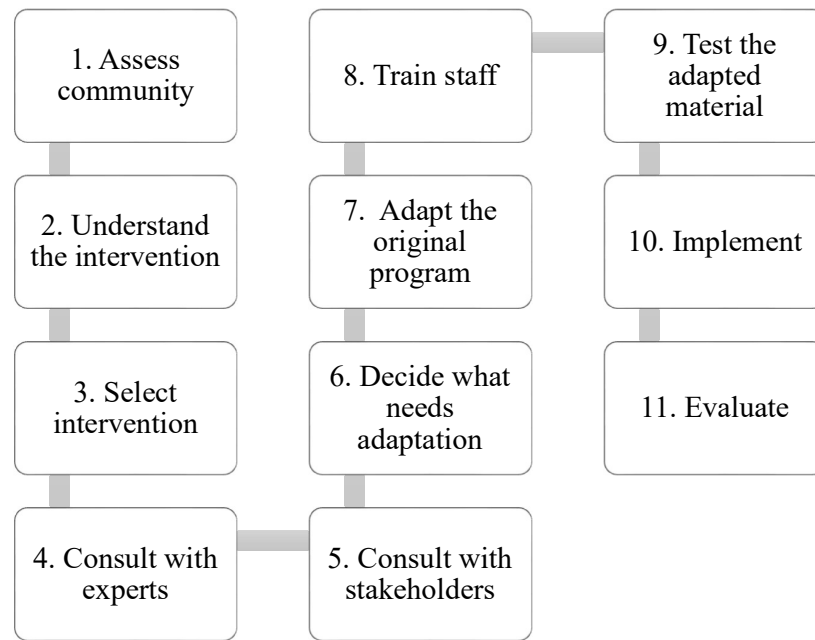 1. Assess
community
2. Understand
the intervention
3. Select
intervention
4. Consult with
experts
5. Consult with
stakeholders
6. Decide what
needs
adaptation
7.  Adapt the
original
program
8. Train staff
9. Test the
adapted
material
10. Implement
11. Evaluate